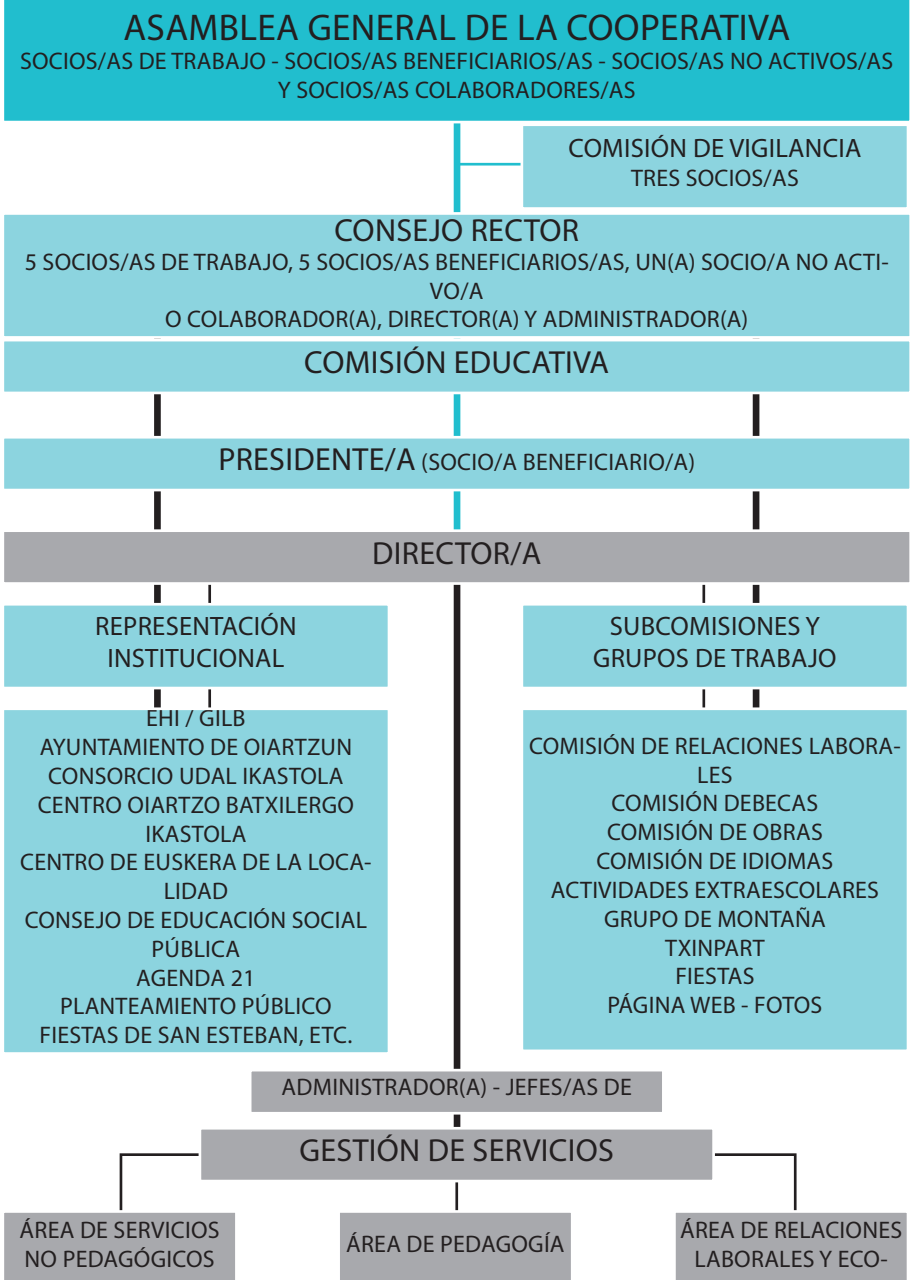 ASAMBLEA GENERAL DE LA COOPERATIVA
SOCIOS/AS DE TRABAJO - SOCIOS/AS BENEFICIARIOS/AS - SOCIOS/AS NO ACTIVOS/AS
Y SOCIOS/AS COLABORADORES/AS
COMISIÓN DE VIGILANCIA
TRES SOCIOS/AS
CONSEJO RECTOR
5 SOCIOS/AS DE TRABAJO, 5 SOCIOS/AS BENEFICIARIOS/AS, UN(A) SOCIO/A NO ACTI-
VO/A
O COLABORADOR(A), DIRECTOR(A) Y ADMINISTRADOR(A)
COMISIÓN EDUCATIVA
PRESIDENTE/A (SOCIO/A BENEFICIARIO/A)
DIRECTOR/A
REPRESENTACIÓN
INSTITUCIONAL
EHI / GILB
AYUNTAMIENTO DE OIARTZUN
CONSORCIO UDAL IKASTOLA
CENTRO OIARTZO BATXILERGO
IKASTOLA
CENTRO DE EUSKERA DE LA LOCA-
LIDAD
CONSEJO DE EDUCACIÓN SOCIAL
PÚBLICA
AGENDA 21
PLANTEAMIENTO PÚBLICO
FIESTAS DE SAN ESTEBAN, ETC.
SUBCOMISIONES Y
GRUPOS DE TRABAJO
COMISIÓN DE RELACIONES LABORA-
LES
COMISIÓN DEBECAS
COMISIÓN DE OBRAS
COMISIÓN DE IDIOMAS
ACTIVIDADES EXTRAESCOLARES
GRUPO DE MONTAÑA
TXINPART
FIESTAS
PÁGINA WEB - FOTOS
ADMINISTRADOR(A) - JEFES/AS DE
GESTIÓN DE SERVICIOS
ÁREA DE SERVICIOS
NO PEDAGÓGICOS
ÁREA DE PEDAGOGÍA
ÁREA DE RELACIONES
LABORALES Y ECO-